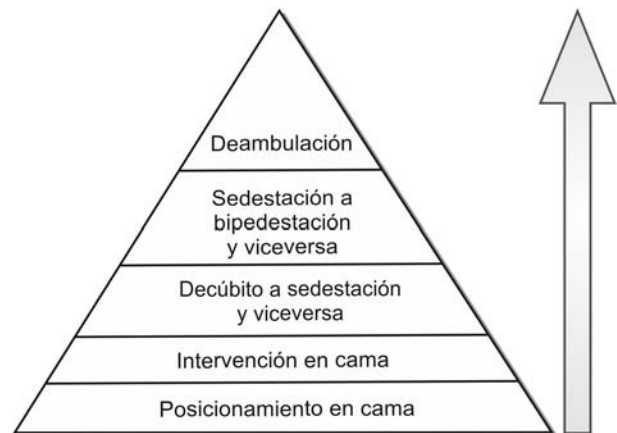 Deambulación
Sedestación a
bipedestación
y viceversa
Decúbito a sedestación
y viceversa
Intervención en cama
Posicionamiento en cama